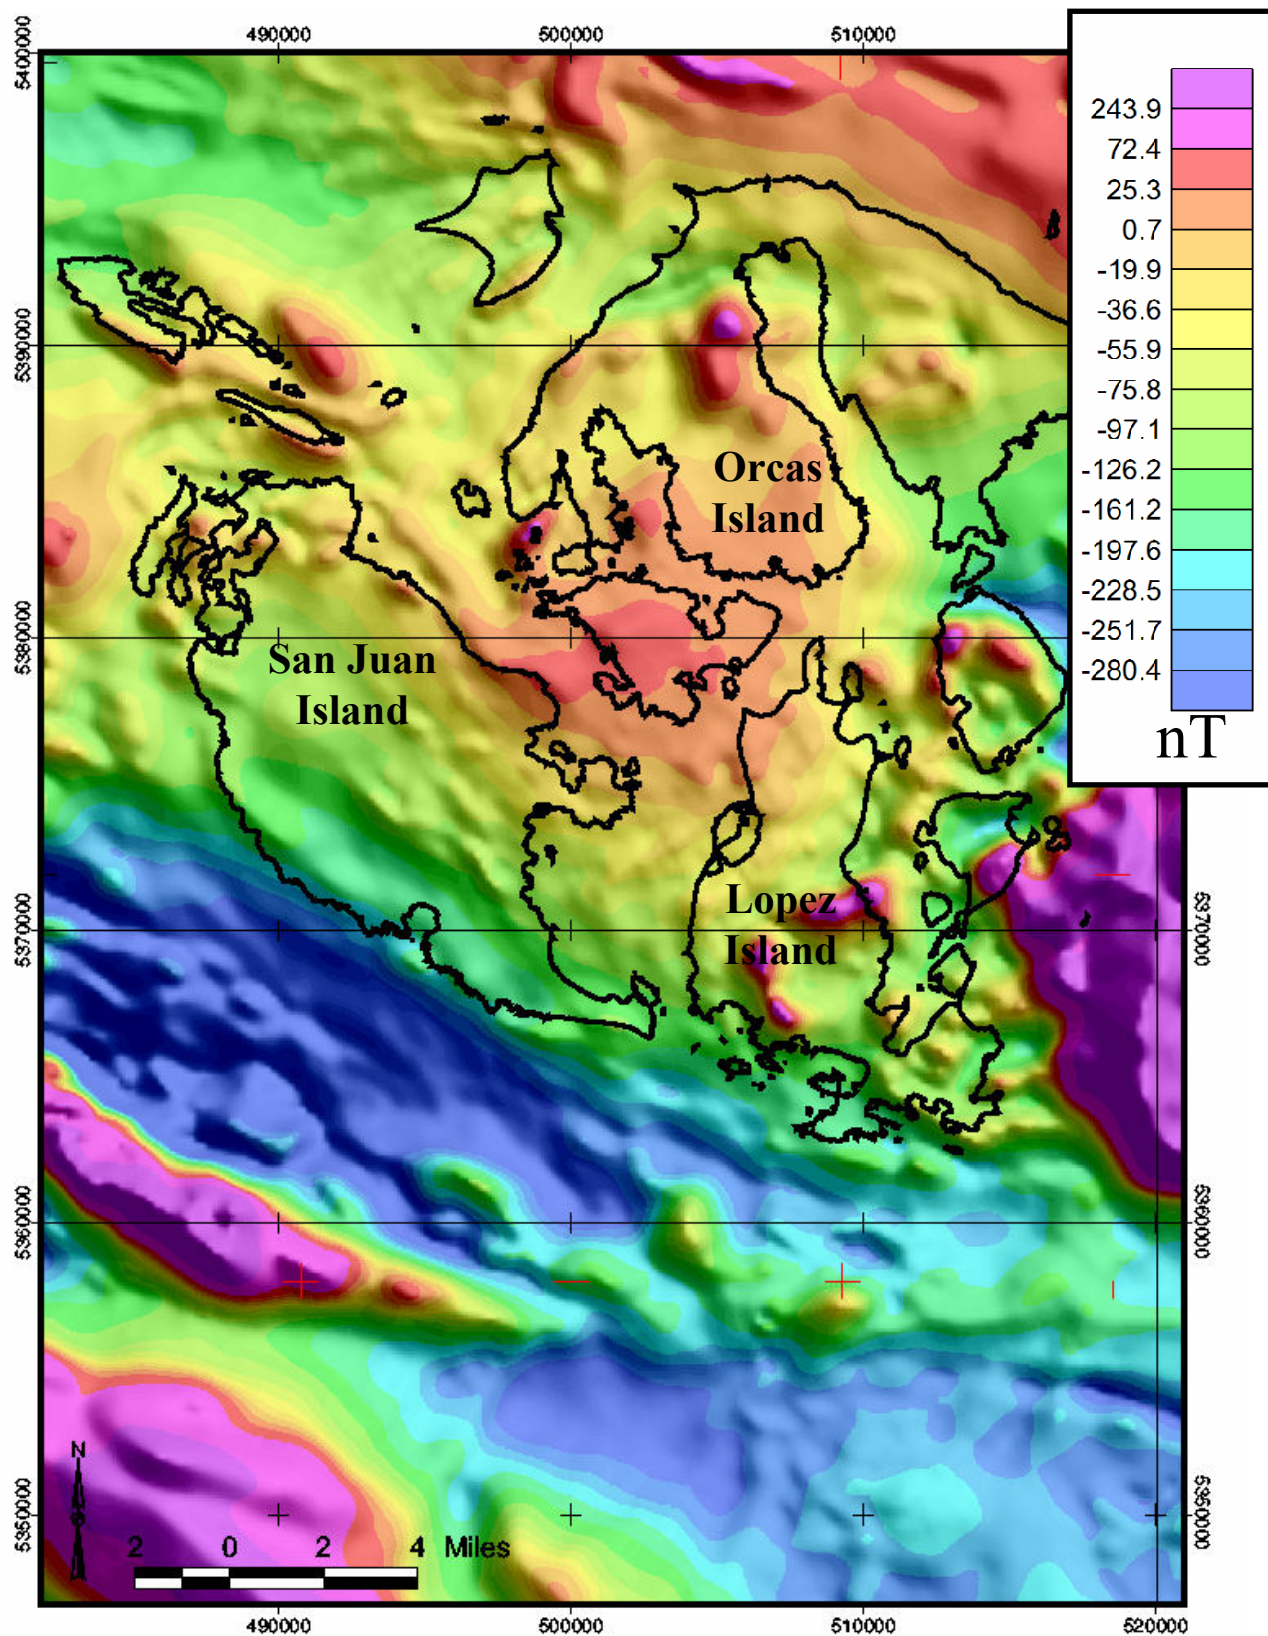 490000 500000 510000
5400000
5390000
5380000
5370000
5360000
5350000
243.9
72.4
25.3
0.7
-19.9
-36.6
-55.9
-75.8
-97.1
-126.2
-161.2
-197.6
-228.5
-251.7
-280.4
nT
Orcas
Island
San Juan
Island
Lopez
Island
5370000
5360000
5350000
N
2 0 2 4 Miles
490000 500000 510000 520000